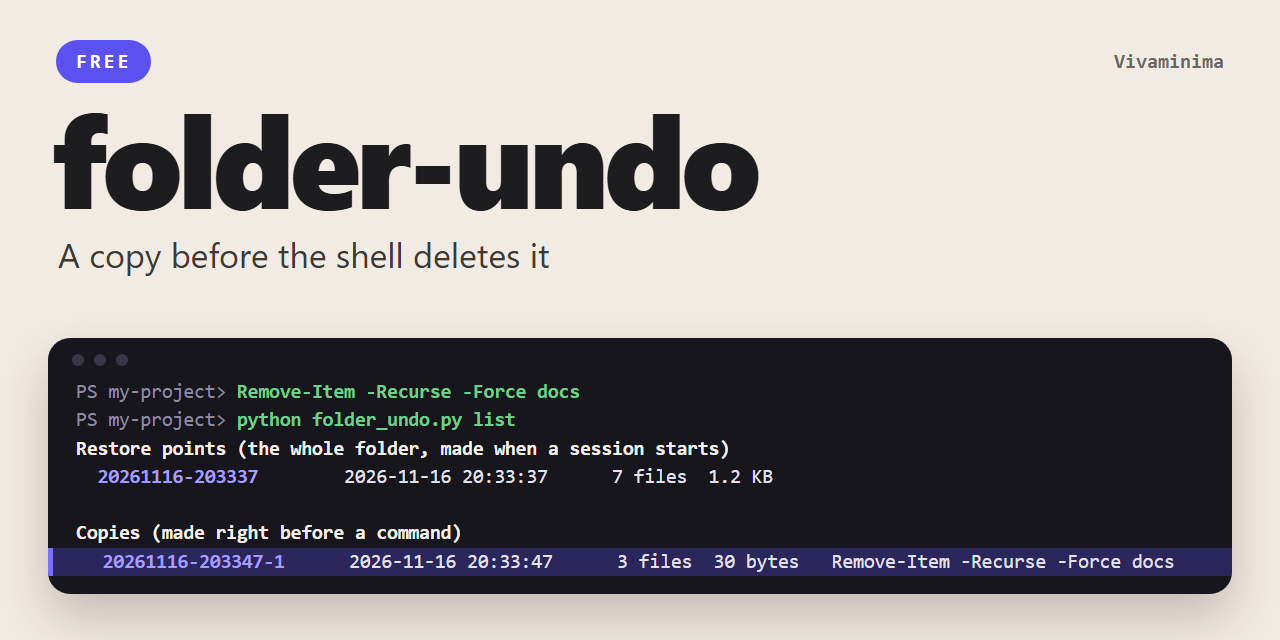 FREE
Vivaminima
folder-undo
A copy before the shell deletes it
PS my-project> Remove-Item -Recurse -Force docs
PS my-project> python folder_undo.py list
Restore points (the whole folder, made when a session starts)
20261116-203337 2026-11-16 20:33:37 7 files 1.2 KB
Copies (made right before a command)
20261116-203347-1 2026-11-16 20:33:47 3 files 30 bytes Remove-Item -Recurse -Force docs